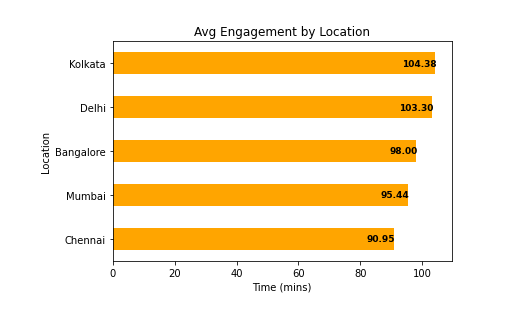 Avg Engagement by Location
Kolkata
104.38
Delhi
103.30
Bangalore
98.00
Mumbai
95.44
Chennai
90.95
Location
0 20 40 60 80 100
Time (mins)